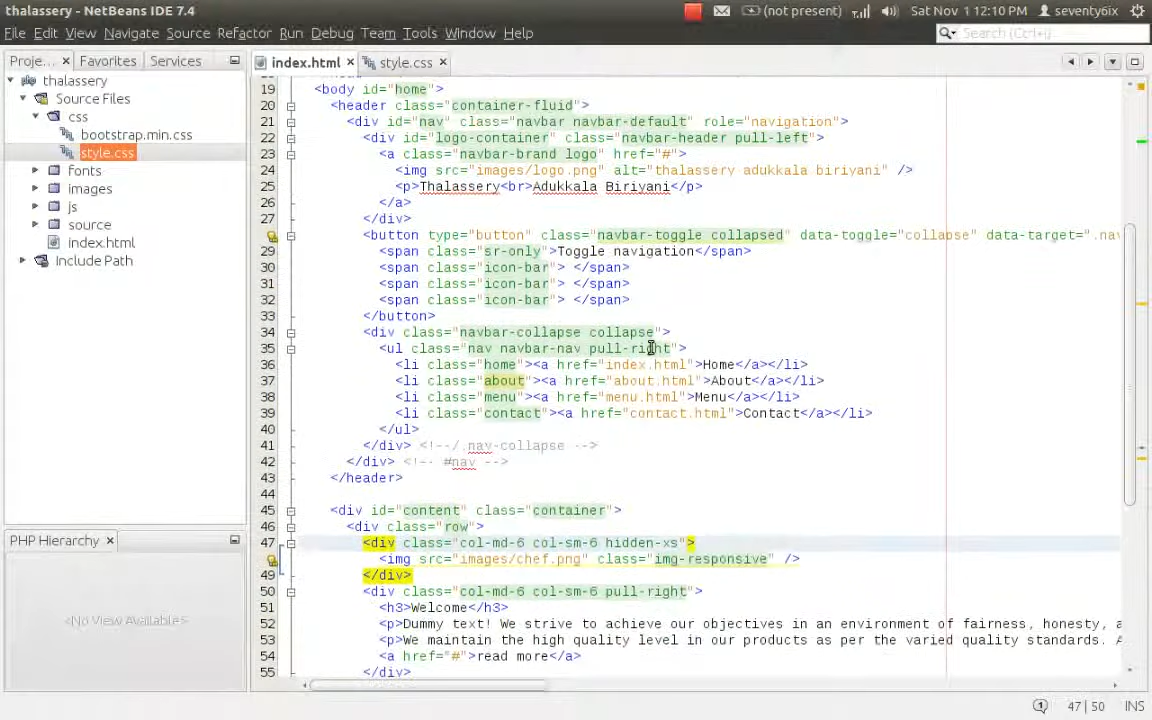 thalassery - NetBeans IDE 7.4
(not present)
Sat Nov 1 12:10 PM
seventy6ix
File Edit View Navigate Source Refactor Run Debug Team Tools Window Help
Search (Ctrl+I)
Proje... Favorites Services
index.html
style.css
thalassery
Source Files
css
bootstrap.min.css
style.css
fonts
images
js
source
index.html
Include Path
PHP Hierarchy
<No View Available>
19 <body id="home">
20 <header class="container-fluid">
21 <div id="nav" class="navbar navbar-default" role="navigation">
22 <div id="logo-container" class="navbar-header pull-left">
23 <a class="navbar-brand logo" href="#">
24 <img src="images/logo.png" alt="thalassery adukkala biriyani" />
25 <p>Thalassery<br>Adukkala Biriyani</p>
26 </a>
27 </div>
<button type="button" class="navbar-toggle collapsed" data-toggle="collapse" data-target=".nav
29 <span class="sr-only">Toggle navigation</span>
30 <span class="icon-bar"> </span>
31 <span class="icon-bar"> </span>
32 <span class="icon-bar"> </span>
33 </button>
34 <div class="navbar-collapse collapse">
35 <ul class="nav navbar-nav pull-right">
36 <li class="home"><a href="index.html">Home</a></li>
37 <li class="about"><a href="about.html">About</a></li>
38 <li class="menu"><a href="menu.html">Menu</a></li>
39 <li class="contact"><a href="contact.html">Contact</a></li>
40 </ul>
41 </div> <!--/.nav-collapse -->
42 </div> <!-- #nav -->
43 </header>
44
45 <div id="content" class="container">
46 <div class="row">
47 <div class="col-md-6 col-sm-6 hidden-xs">
<img src="images/chef.png" class="img-responsive" />
49 </div>
50 <div class="col-md-6 col-sm-6 pull-right">
51 <h3>Welcome</h3>
52 <p>Dummy text! We strive to achieve our objectives in an environment of fairness, honesty, a
53 <p>We maintain the high quality level in our products as per the varied quality standards. A
54 <a href="#">read more</a>
55 </div>
47 | 50 INS